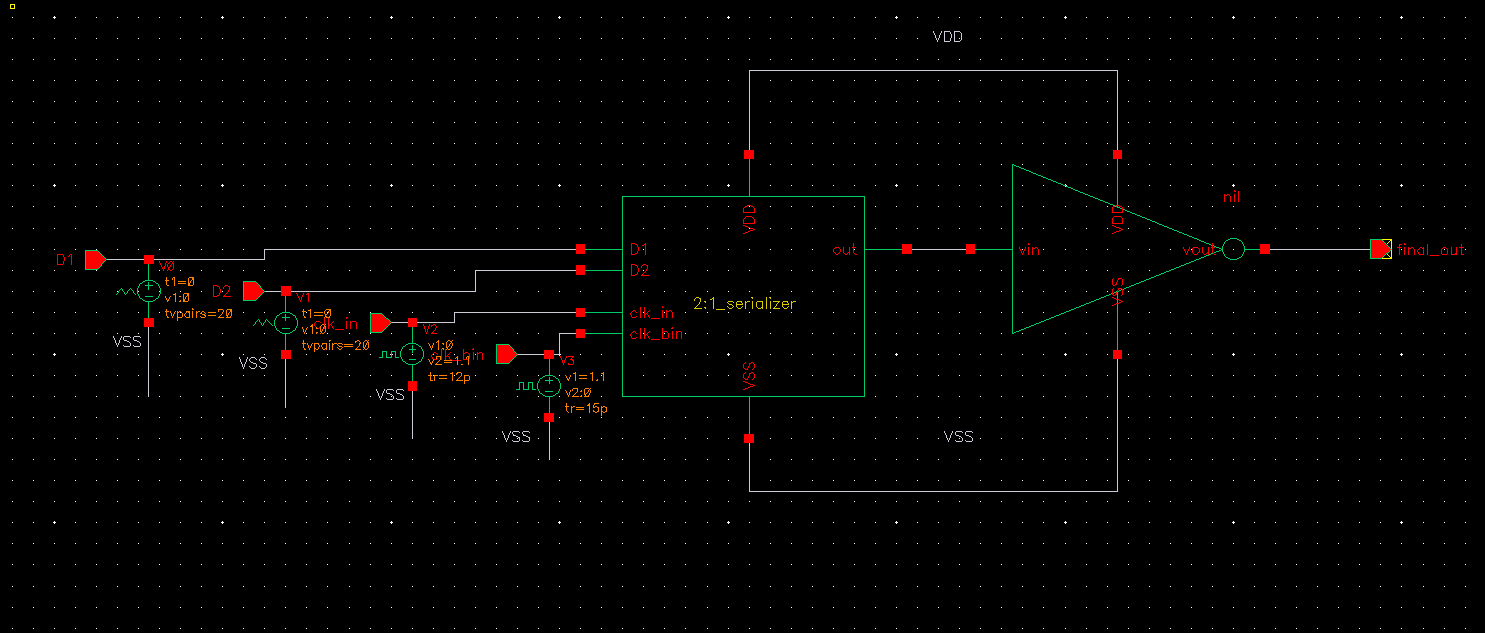 VDD
nil
VDD
D1
V0
t1=0
v1:0
tvpairs=20
VSS
D2
V1
t1=0
v1:0
tvpairs=20
VSS
clk_in
V2
v1:0
v2=1.1
tr=12p
VSS
clk_bin
V3
v1=1.1
v2:0
tr=15p
VSS
D1
D2
clk_in
clk_bin
2:1_serializer
out
VSS
vin
VDD
vout
VSS
final_out
VSS